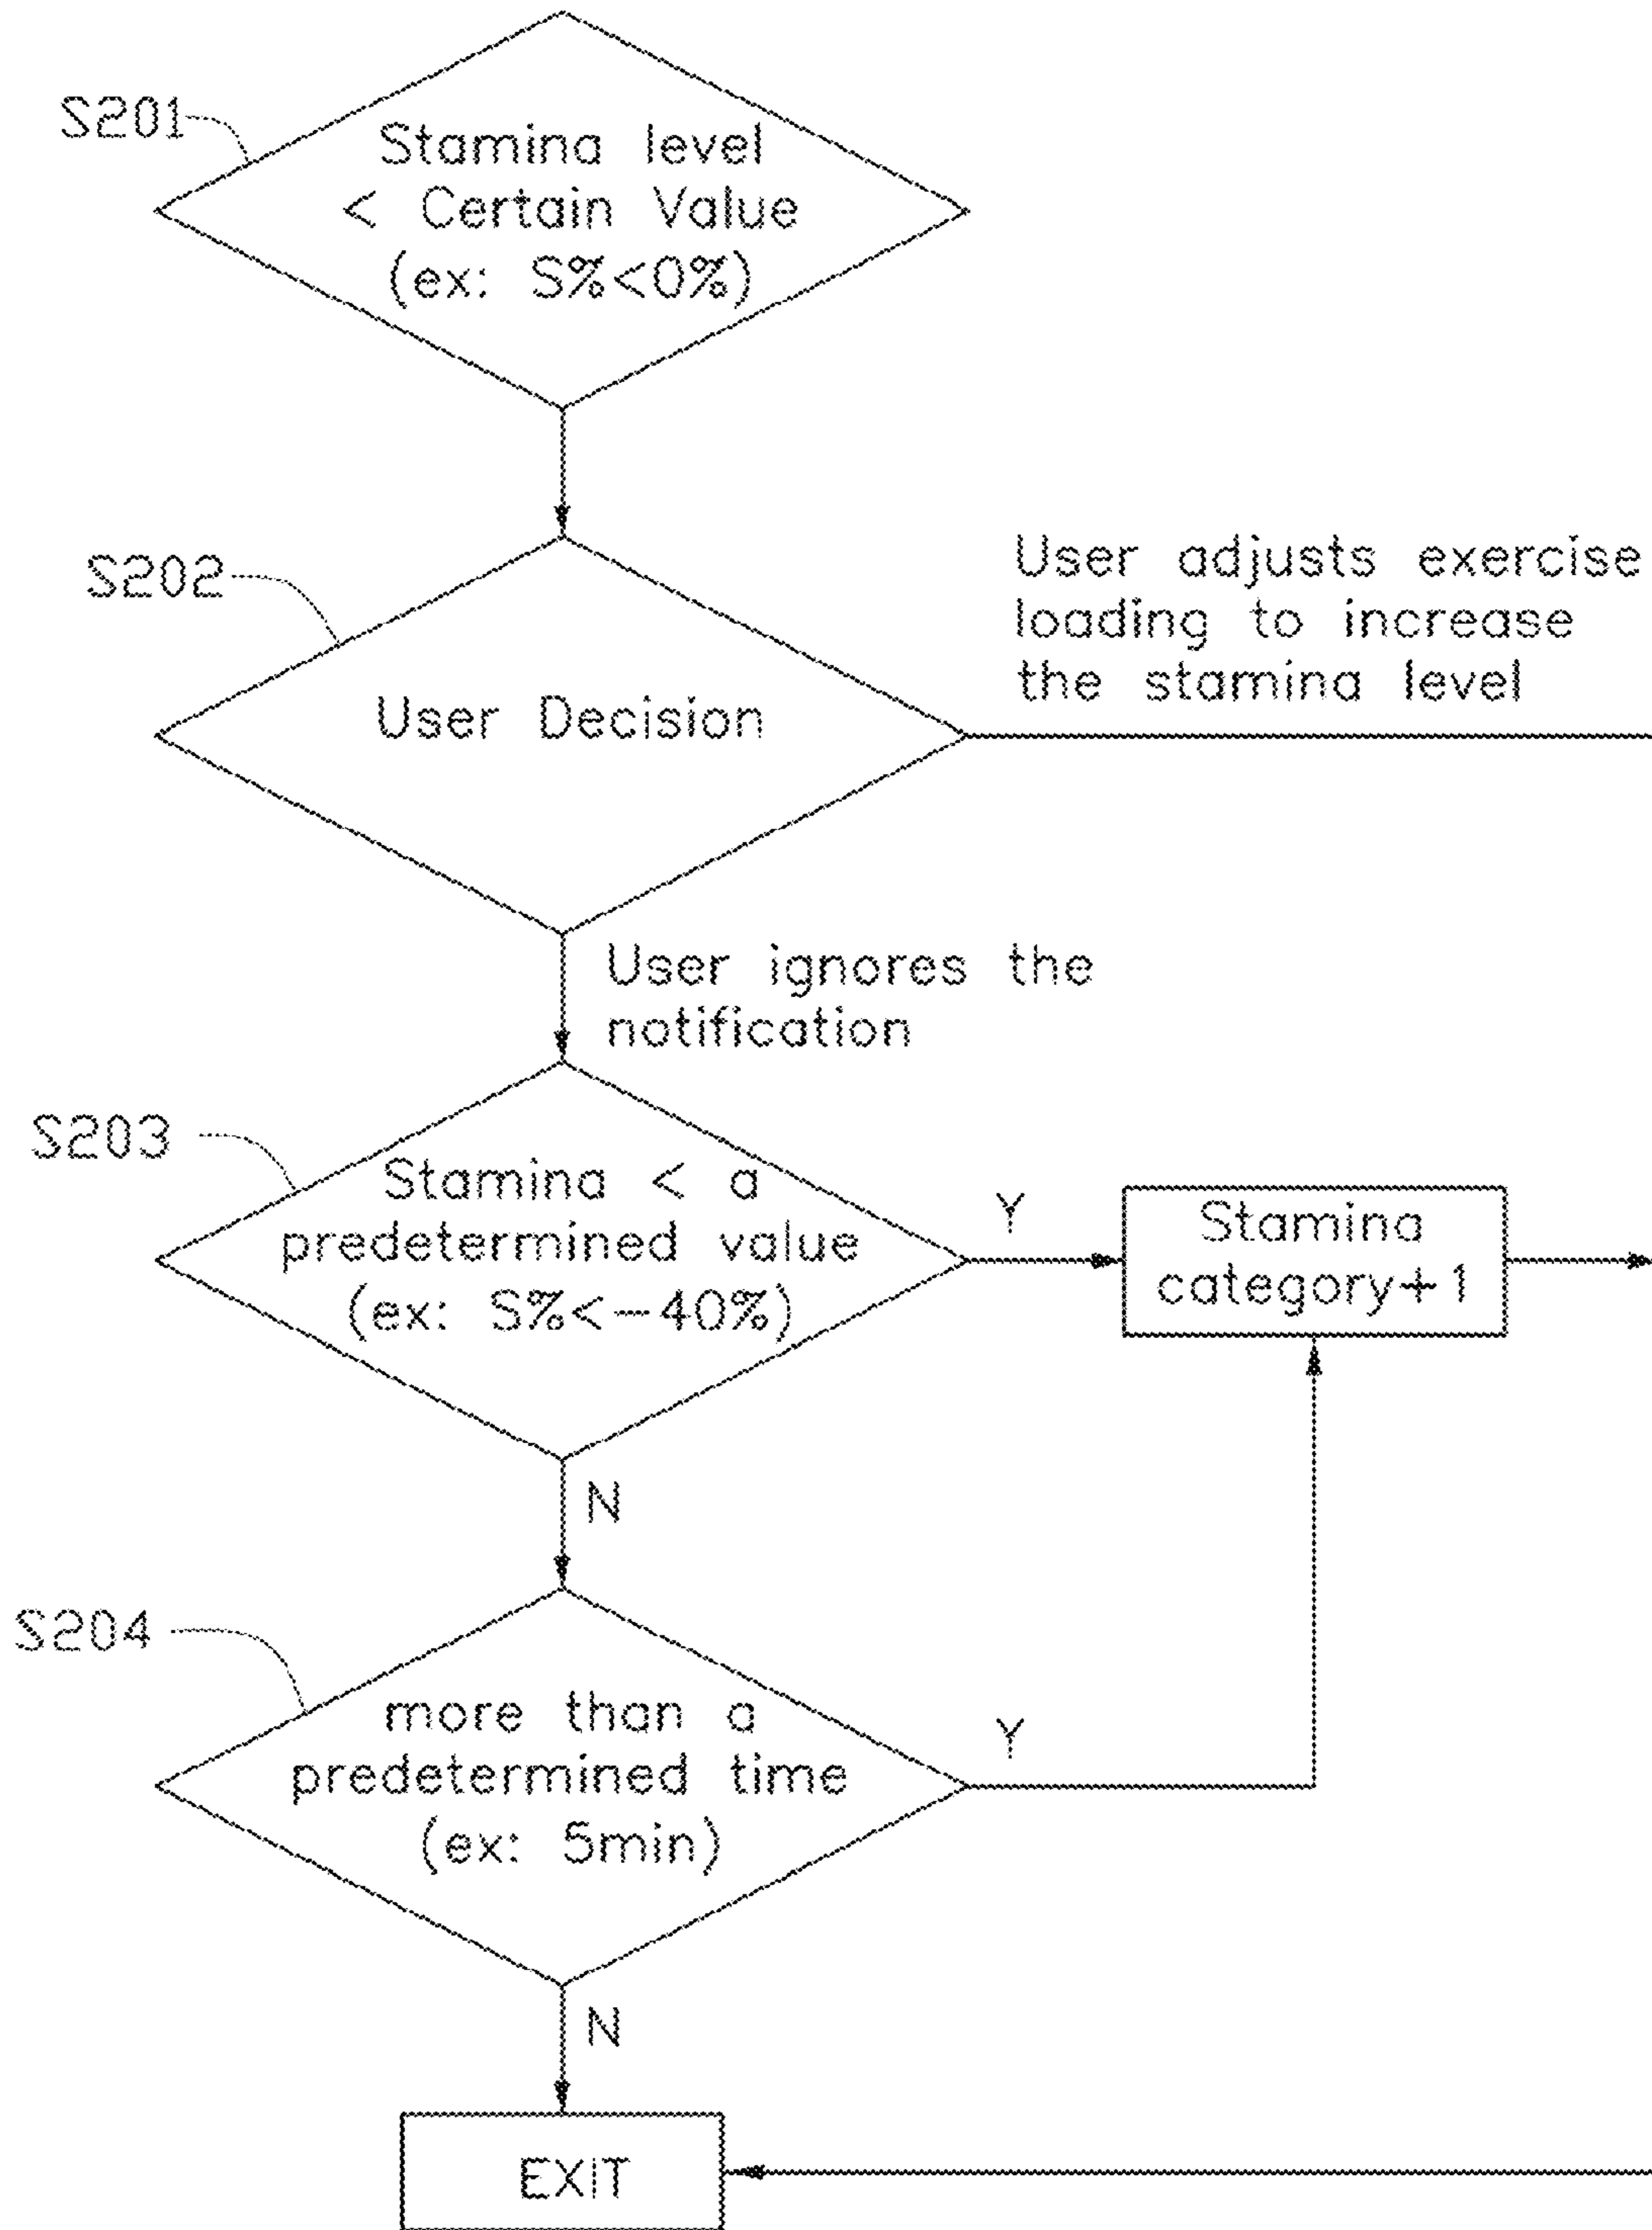 S201
Stamina level
< Certain Value
(ex: S%<0%)
S202
User Decision
User adjusts exercise
loading to increase
the stamina level
User ignores the
notification
S203
Stamina < a
predetermined value
(ex: S%<-40%)
Y
Stamina
category+1
N
S204
more than a
predetermined time
(ex: 5min)
Y
N
EXIT